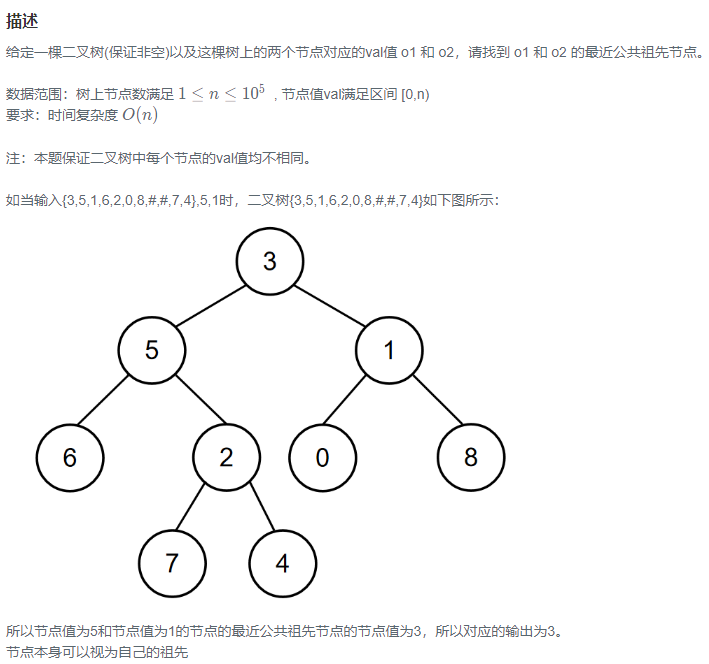 描述
给定一棵二叉树(保证非空)以及这棵树上的两个节点对应的val值 o1 和 o2，请找到 o1 和 o2 的最近公共祖先节点。
数据范围：树上节点数满足 1 ≤ n ≤ 10⁵ , 节点值val满足区间 [0,n)
要求：时间复杂度 O(n)
注：本题保证二叉树中每个节点的val值均不相同。
如当输入{3,5,1,6,2,0,8,#,#,7,4},5,1时，二叉树{3,5,1,6,2,0,8,#,#,7,4}如下图所示：
3
5 1
6 2 0 8
7 4
所以节点值为5和节点值为1的节点的最近公共祖先节点的节点值为3，所以对应的输出为3。
节点本身可以视为自己的祖先